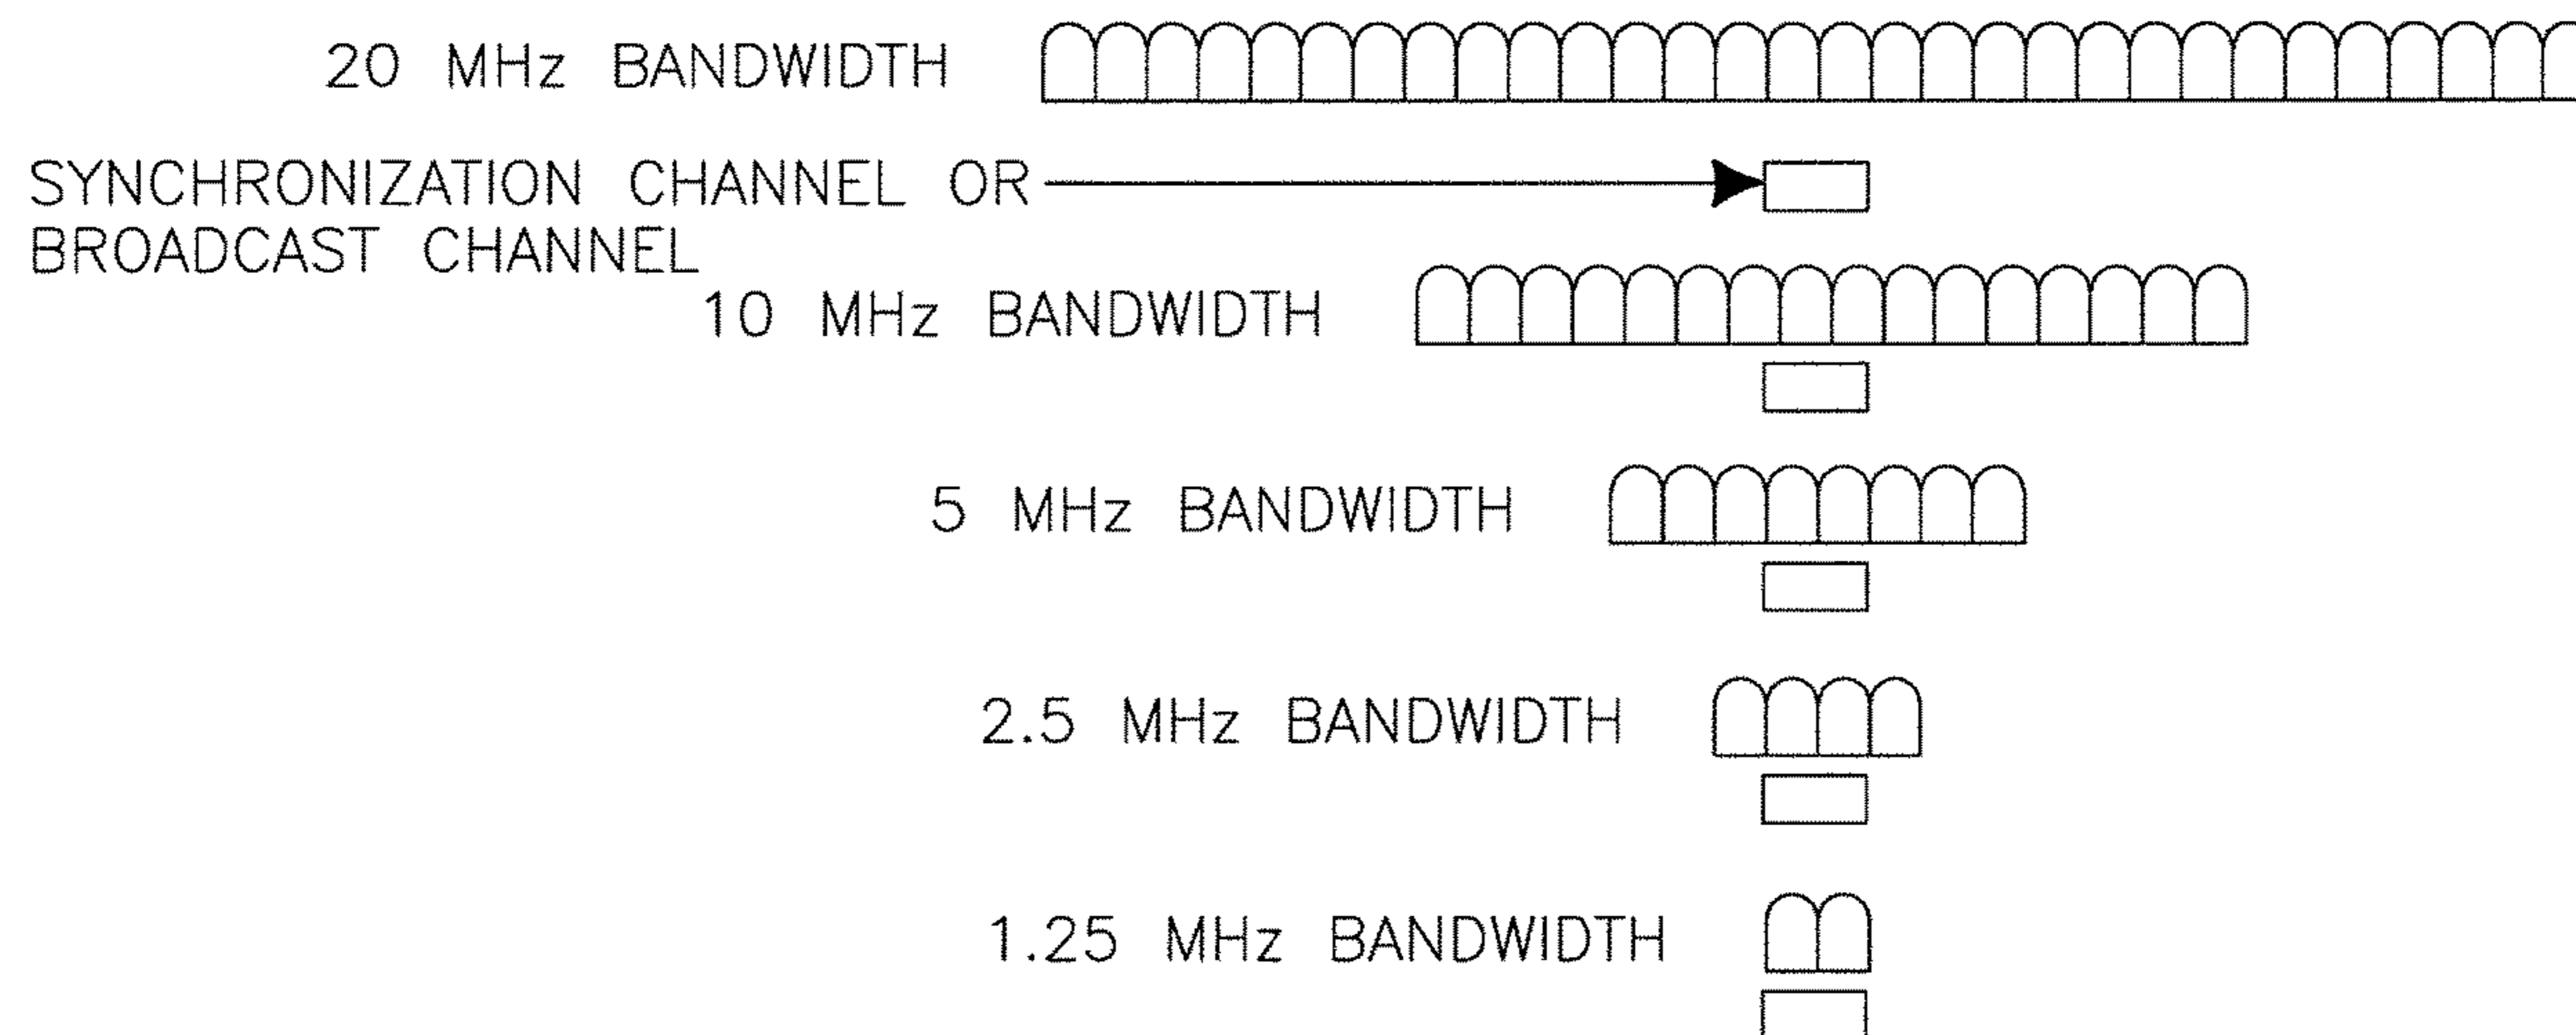 20 MHz BANDWIDTH
SYNCHRONIZATION CHANNEL OR
BROADCAST CHANNEL
10 MHz BANDWIDTH
5 MHz BANDWIDTH
2.5 MHz BANDWIDTH
1.25 MHz BANDWIDTH